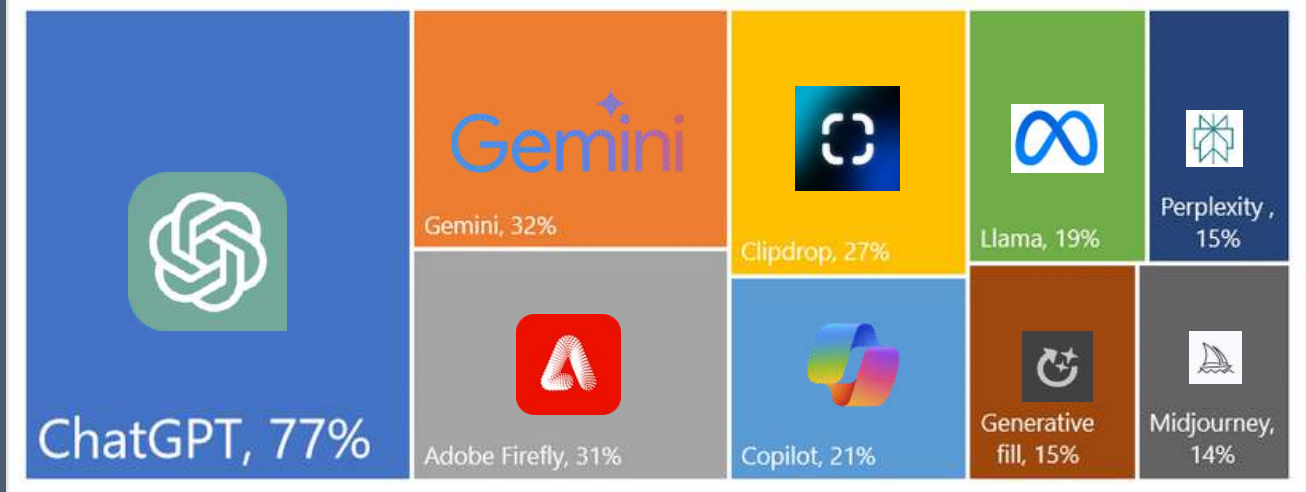 ChatGPT, 77%
Gemini
Gemini, 32%
Adobe Firefly, 31%
Clipdrop, 27%
Copilot, 21%
Llama, 19%
Perplexity ,
15%
Generative
fill, 15%
Midjourney,
14%